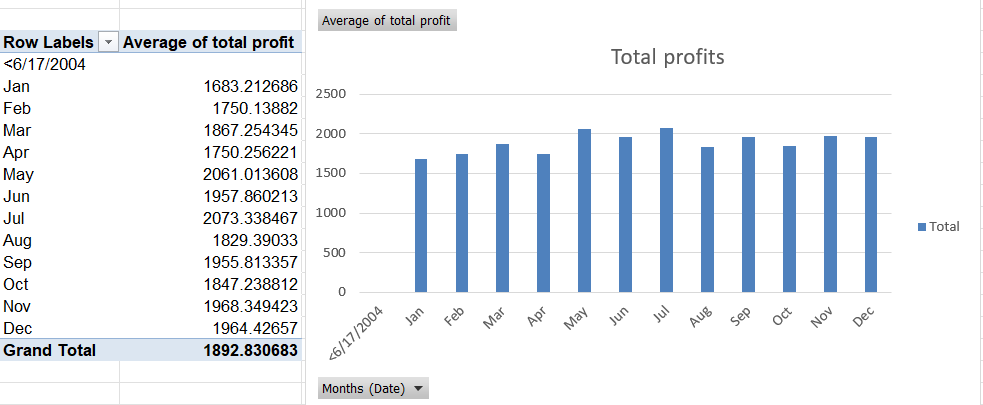 Row Labels Average of total profit
<6/17/2004
Jan 1683.212686
Feb 1750.13882
Mar 1867.254345
Apr 1750.256221
May 2061.013608
Jun 1957.860213
Jul 2073.338467
Aug 1829.39033
Sep 1955.813357
Oct 1847.238812
Nov 1968.349423
Dec 1964.42657
Grand Total 1892.830683
Average of total profit
Total profits
2500
2000
1500
1000
500
0
<6/17/2004 Jan Feb Mar Apr May Jun Jul Aug Sep Oct Nov Dec
Total
Months (Date)